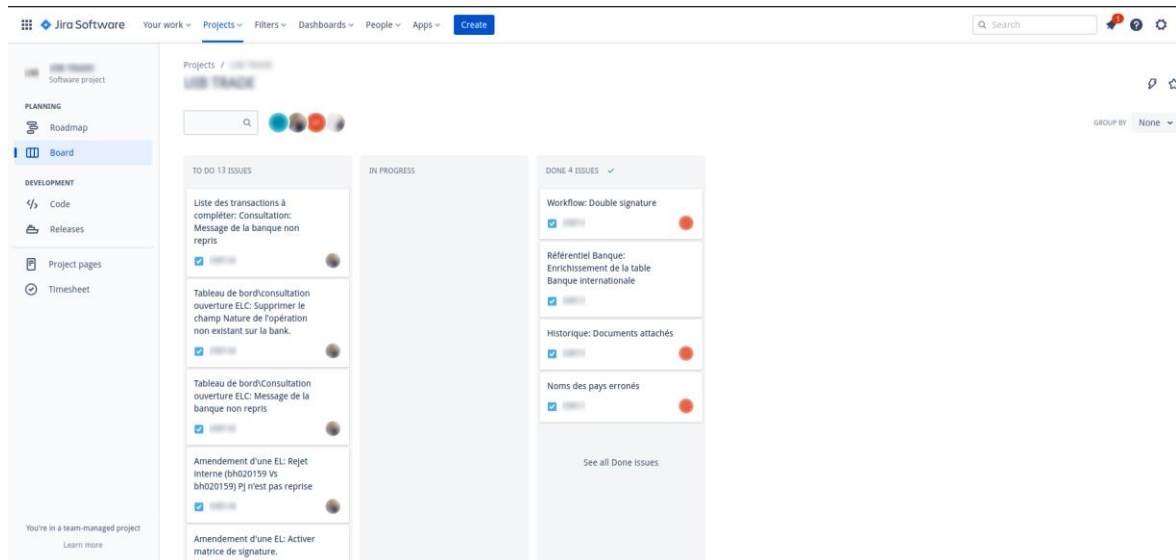 Jira Software
Your work
Projects
Filters
Dashboards
People
Apps
Create
Search
Software project
PLANNING
Roadmap
Board
DEVELOPMENT
Code
Releases
Project pages
Timesheet
You're in a team-managed project
Learn more
Projects /
GROUP BY None
TO DO 13 ISSUES
Liste des transactions à
compléter: Consultation:
Message de la banque non
repris
Tableau de bord\consultation
ouverture ELC: Supprimer le
champ Nature de l'opération
non existant sur la bank.
Tableau de bord\Consultation
ouverture ELC: Message de la
banque non repris
Amendement d'une EL: Rejet
interne (bh020159 Vs
bh020159) PJ n'est pas reprise
Amendement d'une EL: Activer
matrice de signature.
IN PROGRESS
DONE 4 ISSUES
Workflow: Double signature
Référentiel Banque:
Enrichissement de la table
Banque internationale
Historique: Documents attachés
Noms des pays erronés
See all Done issues